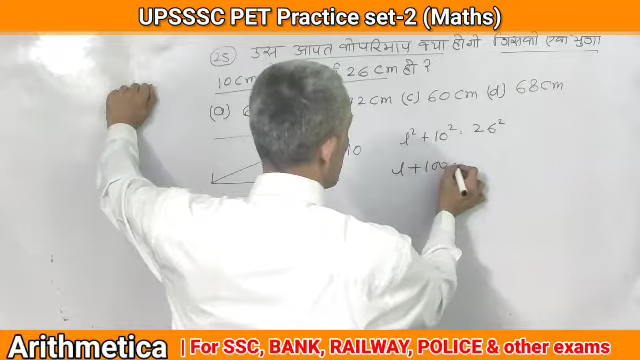 UPSSSC PET Practice set-2 (Maths)
(25) उस आयत को परिमाप क्या होगी जिसकी एक भुजा
10cm 26cm हो ?
(a) 2cm (c) 60cm (d) 68cm
l² + 10² = 26²
10
l + 100
Arithmetica | For SSC, BANK, RAILWAY, POLICE & other exams